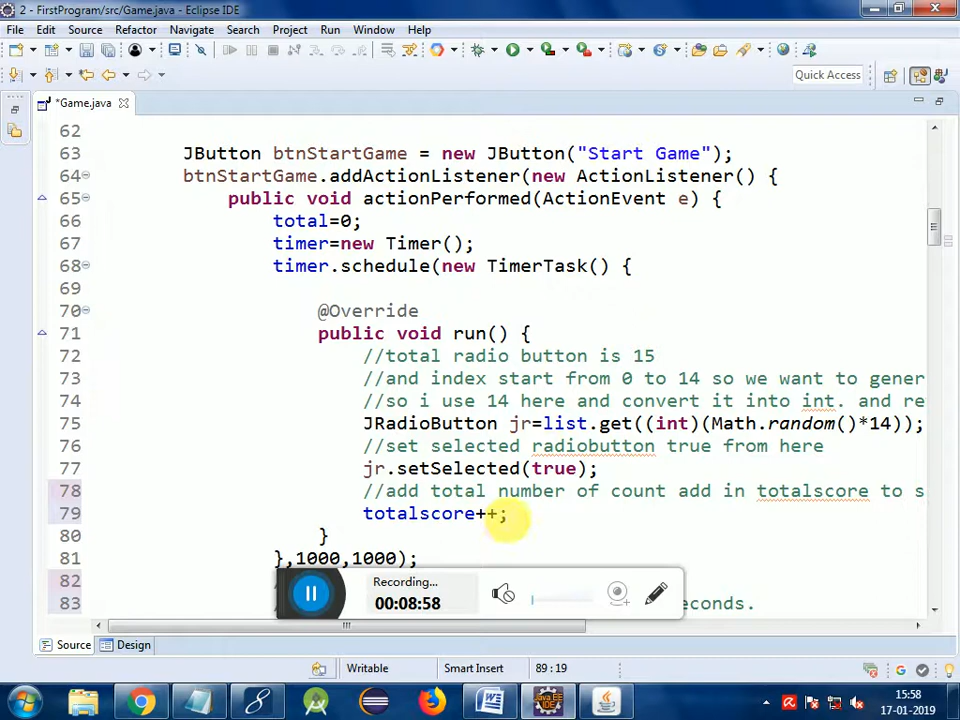 2 - FirstProgram/src/Game.java - Eclipse IDE
File Edit Source Refactor Navigate Search Project Run Window Help
Quick Access
*Game.java
62
63 JButton btnStartGame = new JButton("Start Game");
64 btnStartGame.addActionListener(new ActionListener() {
65 public void actionPerformed(ActionEvent e) {
66 total=0;
67 timer=new Timer();
68 timer.schedule(new TimerTask() {
69
70 @Override
71 public void run() {
72 //total radio button is 15
73 //and index start from 0 to 14 so we want to gener
74 //so i use 14 here and convert it into int. and re
75 JRadioButton jr=list.get((int)(Math.random()*14));
76 //set selected radiobutton true from here
77 jr.setSelected(true);
78 //add total number of count add in totalscore to s
79 totalscore++;
80 }
81 },1000,1000);
82
83 econds.
Recording...
00:08:58
Source Design
Writable Smart Insert 89 : 19
15:58
17-01-2019